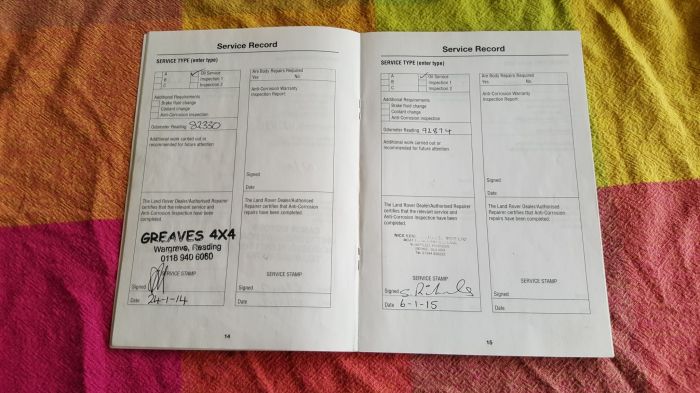 Service Record
SERVICE TYPE (enter type)
A
B
C
Oil Service
Inspection 1
Inspection 2
Additional Requirements
Brake fluid change
Coolant change
Anti-Corrosion Inspection
Odometer Reading 82330
Additional work carried out or
recommended for future attention
The Land Rover Dealer/Authorised
Repairer certifies that the relevant service and
Anti-Corrosion Inspection have been
completed.
GREAVES 4X4
Wargrave, Reading
0118 940 6060
SERVICE STAMP
Signed
Date 24-1-14
Are Body Repairs Required
Yes No
Anti-Corrosion Warranty
Inspection Report
Signed
Date
The Land Rover Dealer/Authorised
Repairer certifies that Anti-Corrosion
repairs have been completed.
SERVICE STAMP
Signed
Date
14
Service Record
SERVICE TYPE (enter type)
A
B
C
Oil Service
Inspection 1
Inspection 2
Additional Requirements
Brake fluid change
Coolant change
Anti-Corrosion Inspection
Odometer Reading 92874
Additional work carried out or
recommended for future attention
The Land Rover Dealer/Authorised Repairer
certifies that the relevant service and
Anti-Corrosion Inspection have been
completed.
NICK
SERVICE STAMP
Signed
Date 6-1-15
Are Body Repairs Required
Yes No
Anti-Corrosion Warranty
Inspection Report
Signed
Date
The Land Rover Dealer/Authorised
Repairer certifies that Anti-Corrosion
repairs have been completed.
SERVICE STAMP
Signed
Date
15